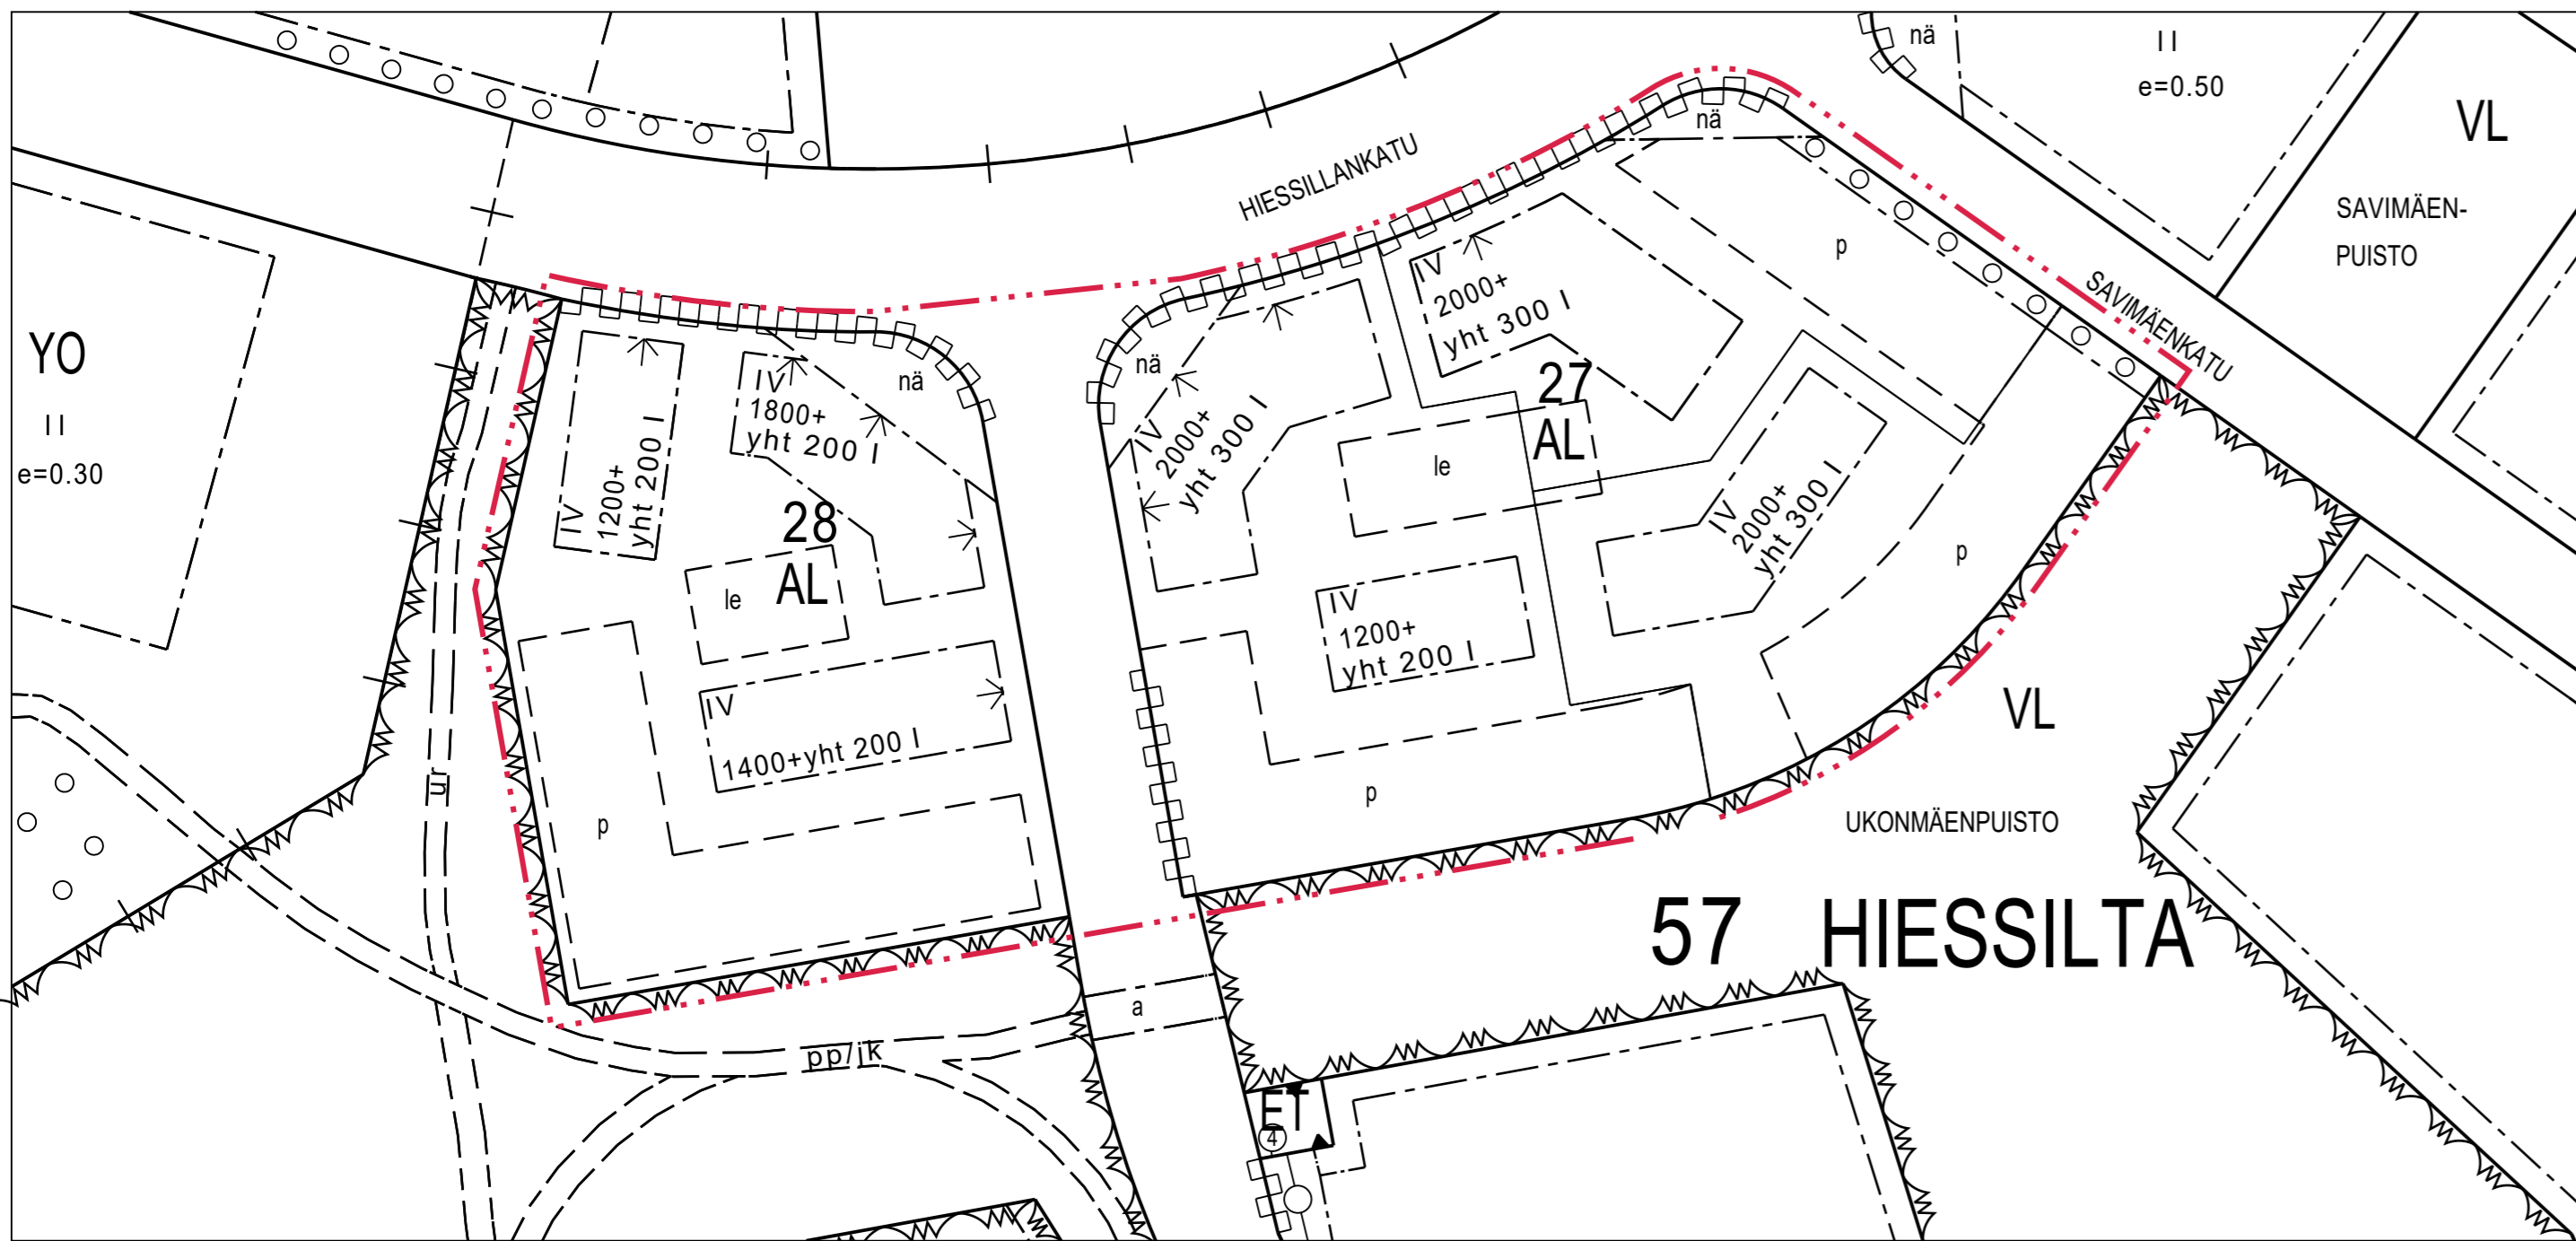 nä
II
e=0.50
VL
SAVIMÄEN-
PUISTO
HIESSILLANKATU
nä
p
SAVIMÄENKATU
YO
II
e=0.30
IV
1200+
yht 200 I
IV
1800+
yht 200 I
nä
28
AL
le
IV
1400+yht 200 I
p
nä
IV
2000+
yht 300 I
IV
2000+
yht 300 I
27
AL
le
IV
2000+
yht 300 I
p
IV
1200+
yht 200 I
p
VL
UKONMÄENPUISTO
57 HIESSILTA
ur
pp/jk
a
ET
4